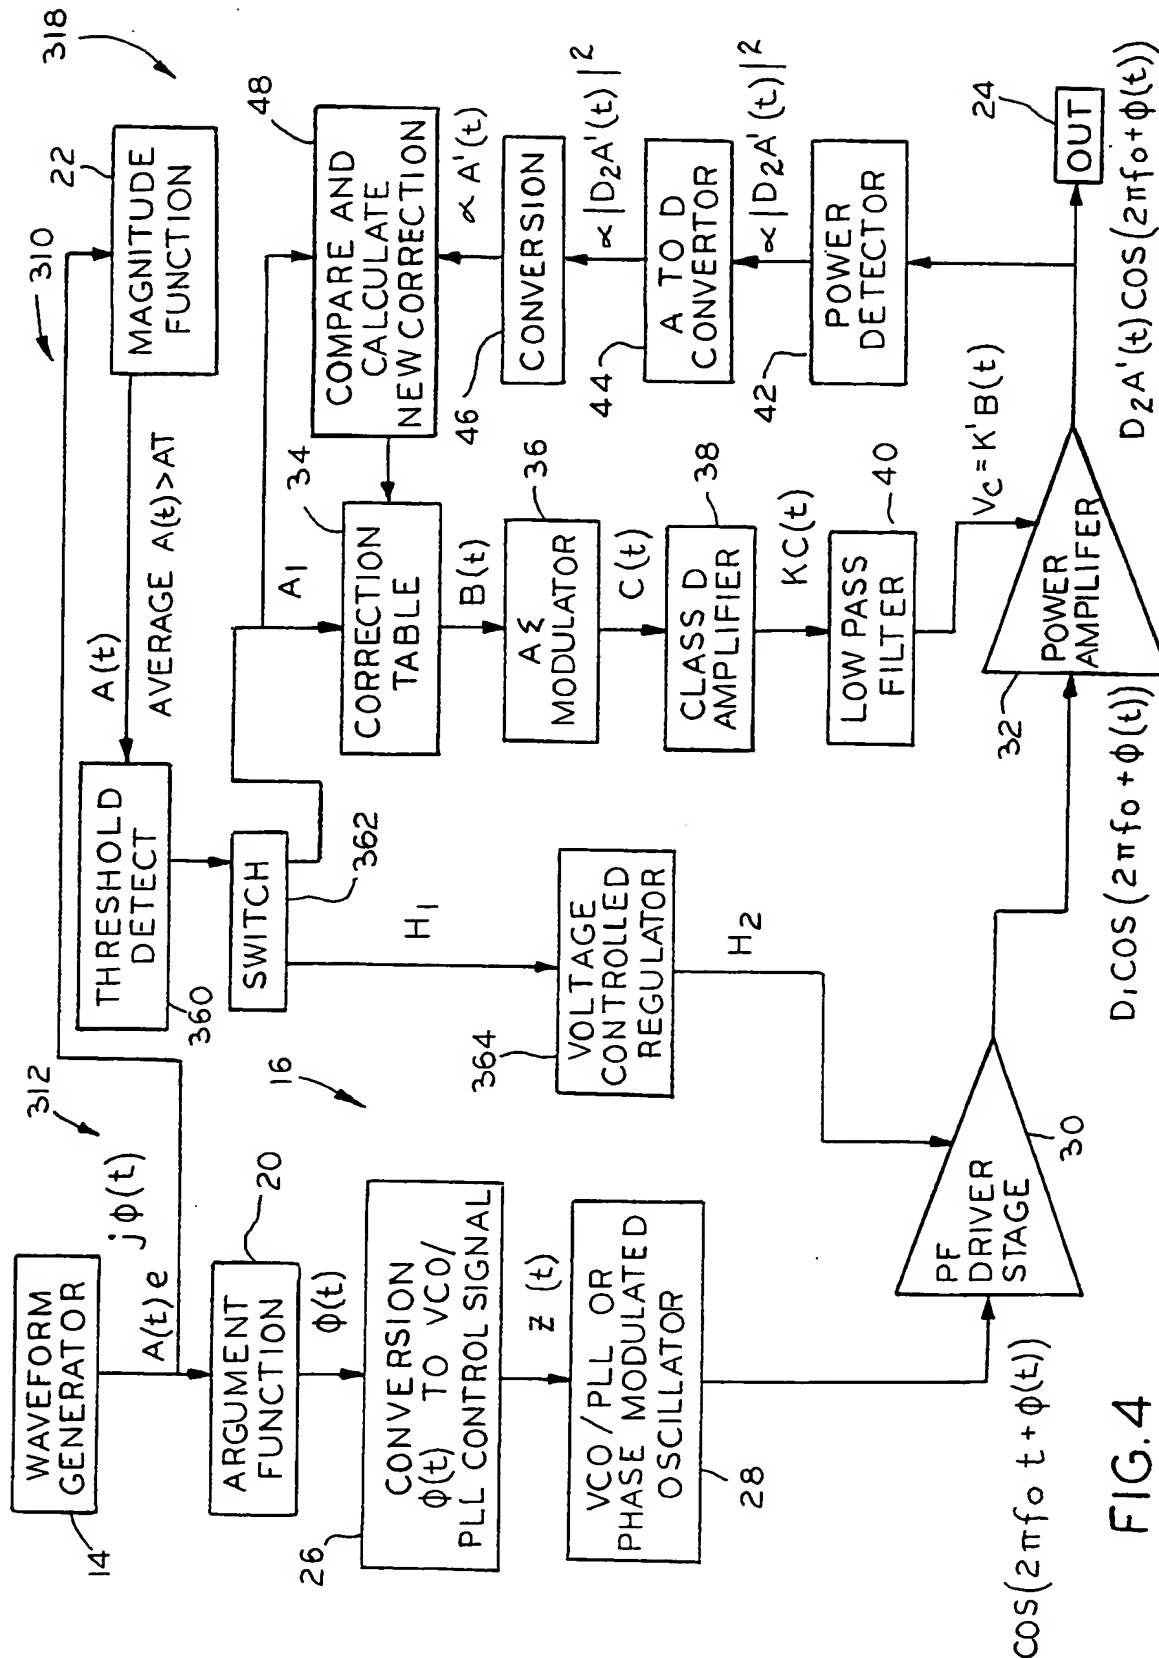 WAVEFORM
GENERATOR
14
A(t)e
jϕ(t)
312
ARGUMENT
FUNCTION
20
ϕ(t)
CONVERSION
ϕ(t) TO VCO/
PLL CONTROL SIGNAL
26
16
z (t)
VCO/PLL OR
PHASE MODULATED
OSCILLATOR
28
COS(2πfo t+ϕ(t))
PF
DRIVER
STAGE
30
D1COS(2πfo+ϕ(t))
310
318
MAGNITUDE
FUNCTION
22
A(t)
AVERAGE A(t)>AT
THRESHOLD
DETECT
360
SWITCH
362
H1
VOLTAGE
CONTROLLED
REGULATOR
364
H2
A1
CORRECTION
TABLE
34
B(t)
A Σ
MODULATOR
36
C(t)
CLASS D
AMPLIFIER
38
KC(t)
LOW PASS
FILTER
40
VC=K'B(t)
POWER
AMPILIFER
32
COMPARE AND
CALCULATE
NEW CORRECTION
48
∝A'(t)
CONVERSION
46
∝|D2A'(t)|2
A TO D
CONVERTOR
44
∝|D2A'(t)|2
POWER
DETECTOR
42
OUT
24
D2A'(t)COS(2πfo+ϕ(t))
FIG.4